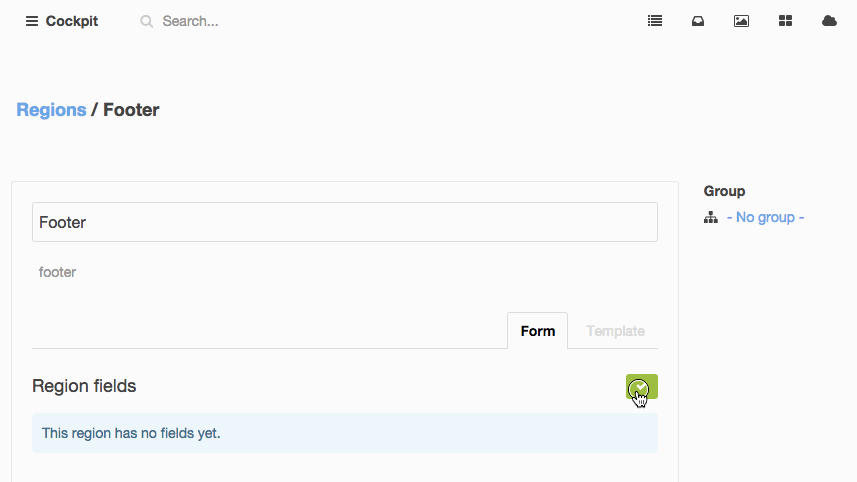 Cockpit Search...
Regions / Footer
Group
- No group -
Footer
footer
Form Template
Region fields
This region has no fields yet.